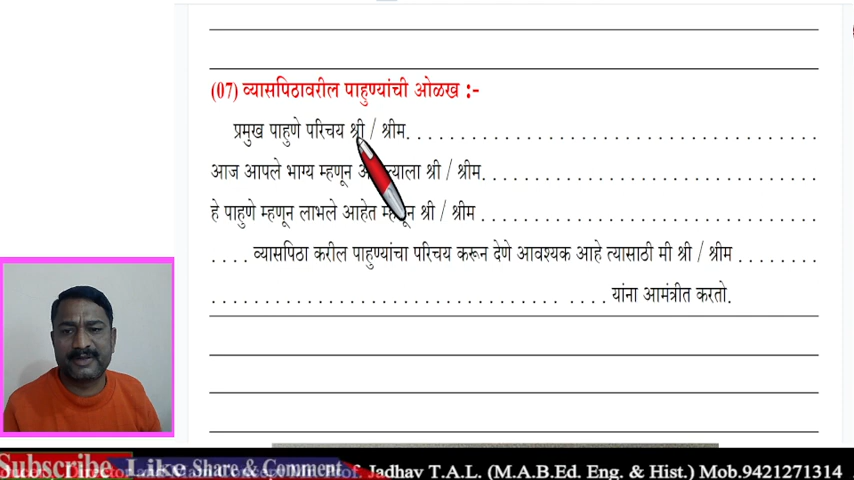 (07) व्यासपिठावरील पाहुण्यांची ओळख :-
प्रमुख पाहुणे परिचय श्री / श्रीम. . . . . . . . . . . . . . . . . . . . . . . . . . . . . . . .
आज आपले भाग्य म्हणून श्री / श्रीम. . . . . . . . . . . . . . . . . . . . . . . . . .
हे पाहुणे म्हणून लाभले आहेत म्हणून श्री / श्रीम . . . . . . . . . . . . . . . . . . . . . . . . . .
. . . . व्यासपिठा करील पाहुण्यांचा परिचय करून देणे आवश्यक आहे त्यासाठी मी श्री / श्रीम . . . . . . . .
. . . . . . . . . . . . . . . . . . . . . . . . . . . . . . . . . यांना आमंत्रीत करतो.
Subscribe Like Share & Comment Prof. Jadhav T.A.L. (M.A.B.Ed. Eng. & Hist.) Mob.9421271314